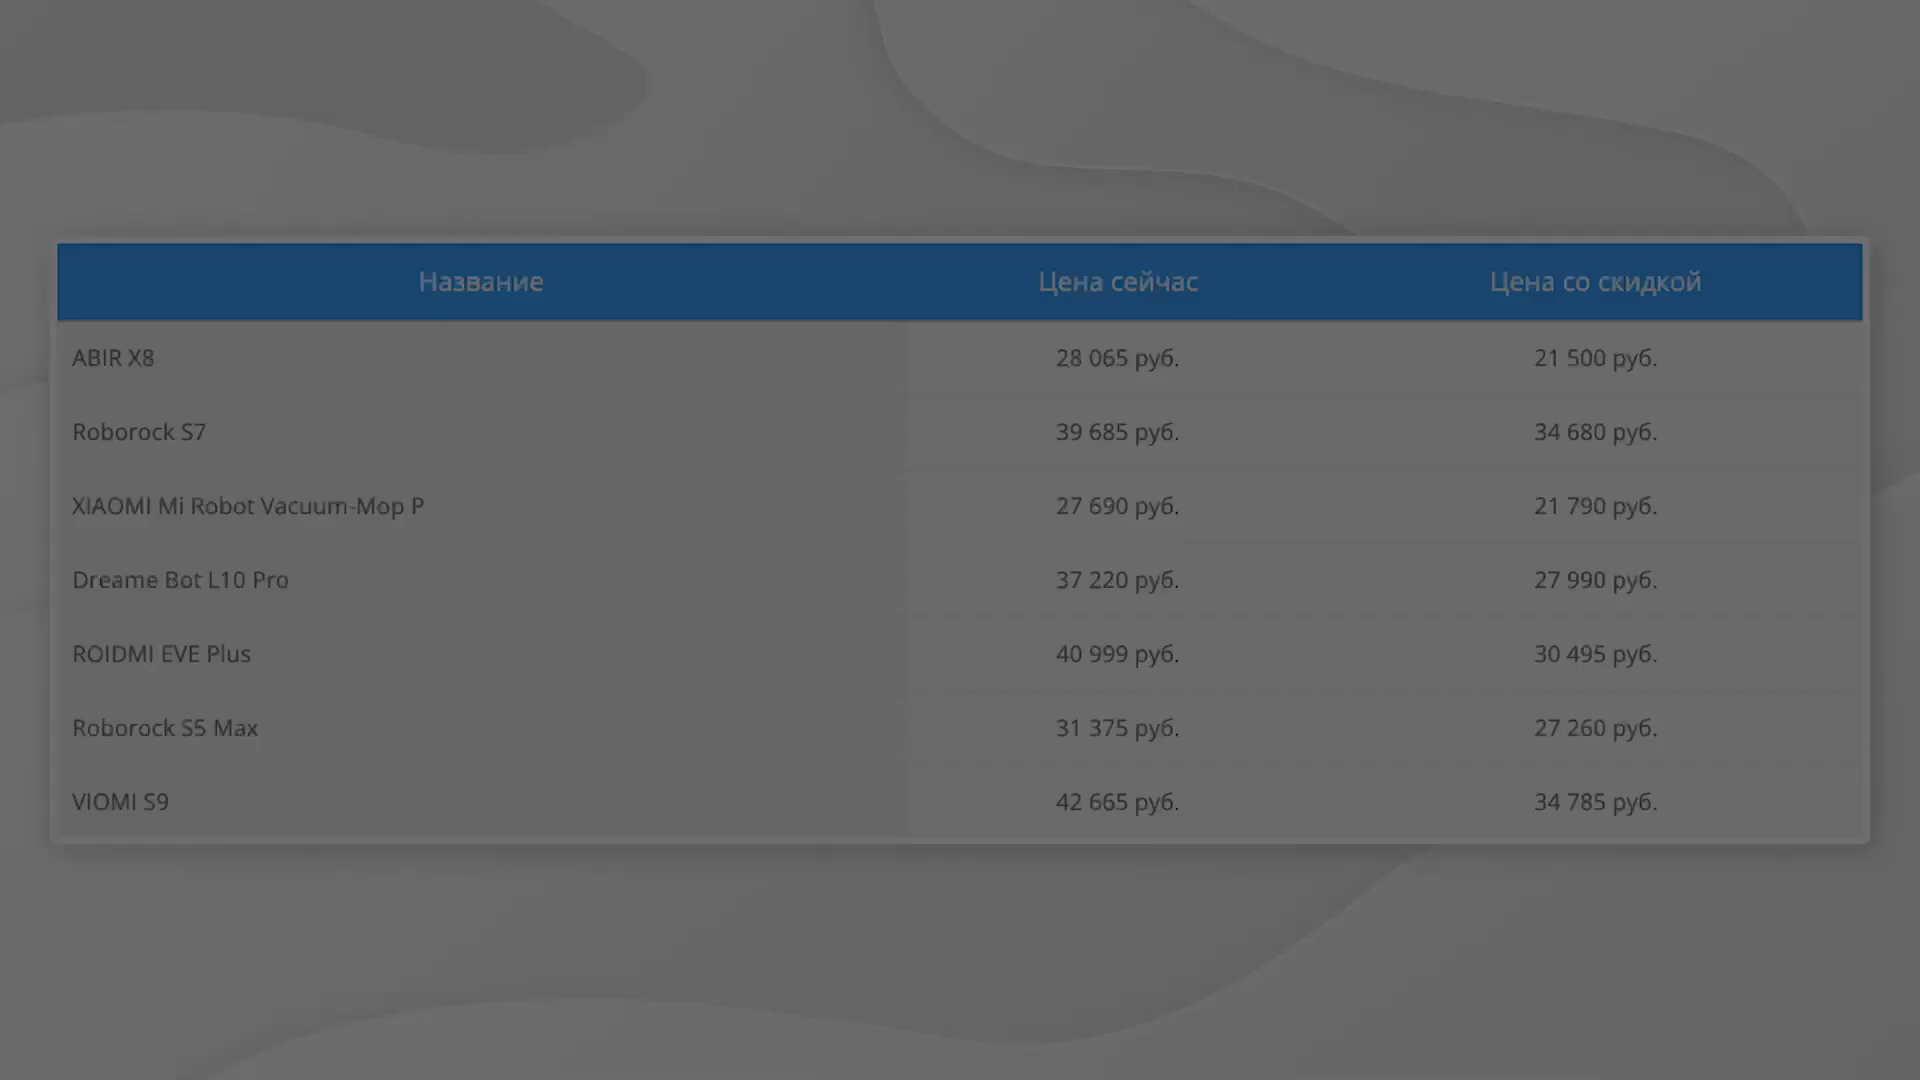 Название Цена сейчас Цена со скидкой
ABIR X8 28 065 руб. 21 500 руб.
Roborock S7 39 685 руб. 34 680 руб.
XIAOMI Mi Robot Vacuum-Mop P 27 690 руб. 21 790 руб.
Dreame Bot L10 Pro 37 220 руб. 27 990 руб.
ROIDMI EVE Plus 40 999 руб. 30 495 руб.
Roborock S5 Max 31 375 руб. 27 260 руб.
VIOMI S9 42 665 руб. 34 785 руб.